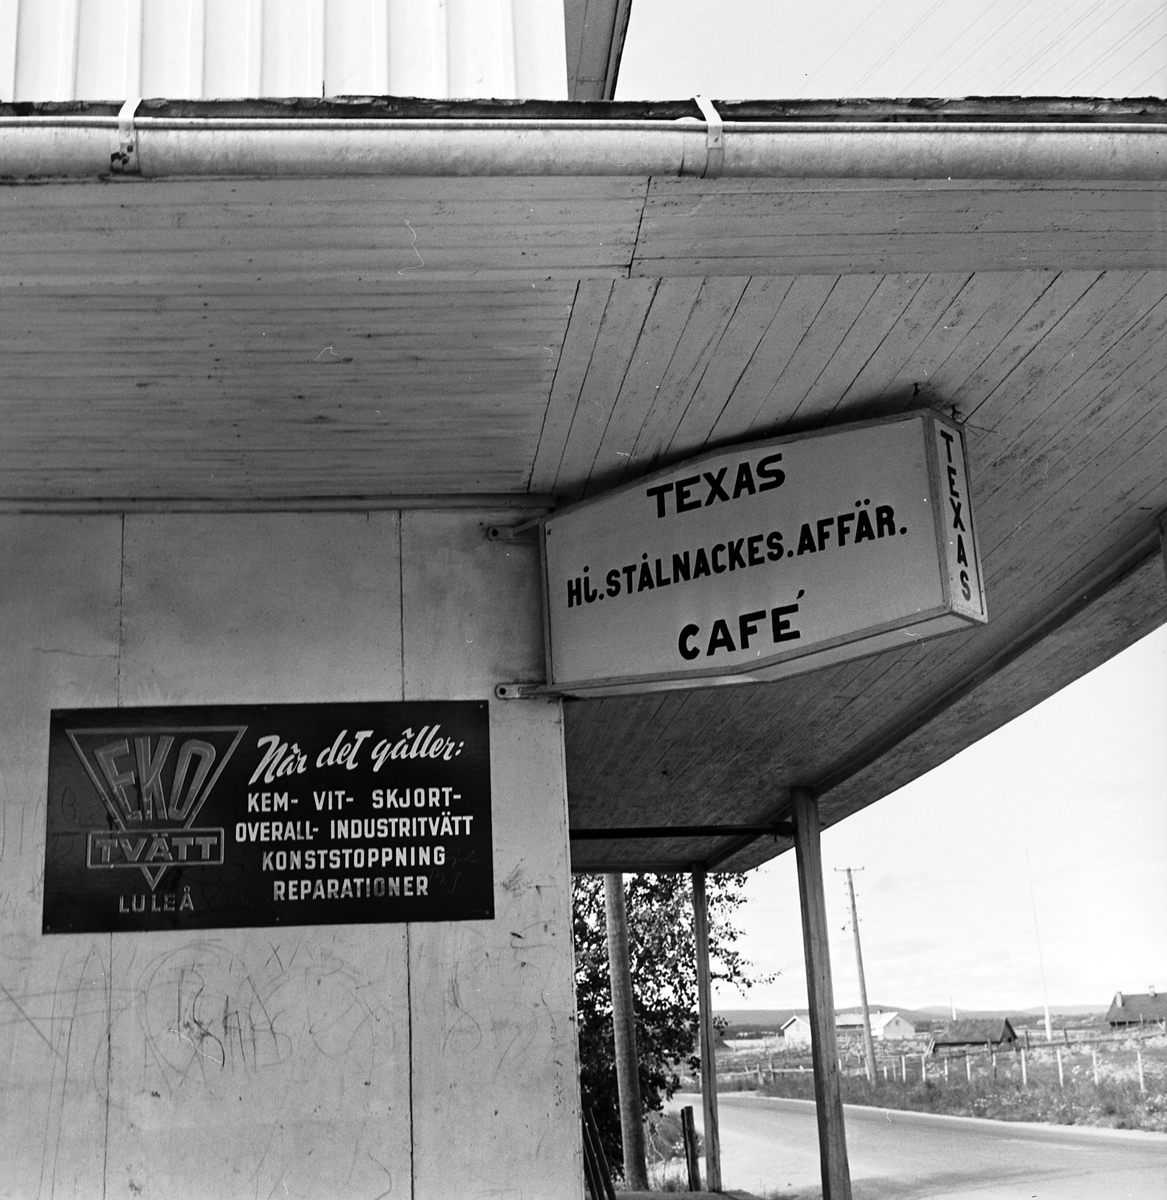 TEXAS
Hj. STÅLNACKES. AFFÄR.
CAFÉ
TEXAS
EKO
TVÄTT
LULEÅ
När det gäller:
KEM- VIT- SKJORT-
OVERALL- INDUSTRITVÄTT
KONSTSTOPPNING
REPARATIONER